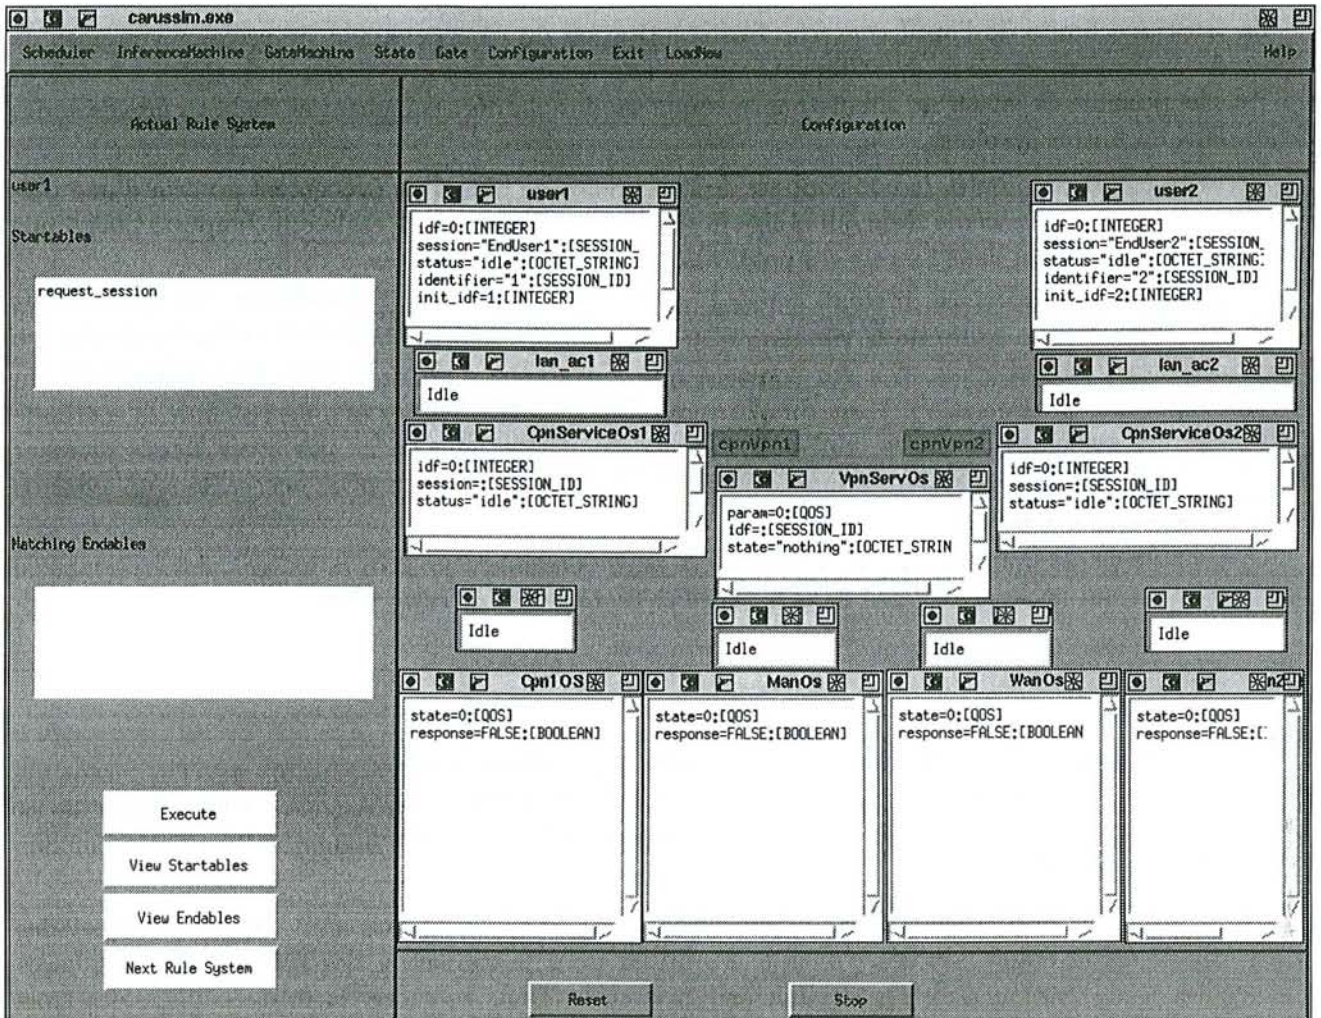 carussim.exe
Scheduler InferenceMachine GateMachine State Gate Configuration Exit LoadNew Help
Actual Rule System
Configuration
user1
Startables
request_session
Matching Endables
Execute
View Startables
View Endables
Next Rule System
user1
idf=0:[INTEGER]
session="EndUser1":[SESSION_
status="idle":[OCTET_STRING]
identifier="1":[SESSION_ID]
init_idf=1:[INTEGER]
user2
idf=0:[INTEGER]
session="EndUser2":[SESSION_
status="idle":[OCTET_STRING:
identifier="2":[SESSION_ID]
init_idf=2:[INTEGER]
lan_ac1
Idle
lan_ac2
Idle
CpnServiceOs1
idf=0:[INTEGER]
session=:[SESSION_ID]
status="idle":[OCTET_STRING]
cpnVpn1
cpnVpn2
VpnServOs
param=0:[QOS]
idf=:[SESSION_ID]
state="nothing":[OCTET_STRIN
CpnServiceOs2
idf=0:[INTEGER]
session=:[SESSION_ID]
status="idle":[OCTET_STRING]
Idle
Idle
Idle
Idle
Cpn1OS
state=0:[QOS]
response=FALSE:[BOOLEAN]
ManOs
state=0:[QOS]
response=FALSE:[BOOLEAN]
WanOs
state=0:[QOS]
response=FALSE:[BOOLEAN
n2
state=0:[QOS]
response=FALSE:[:
Reset
Stop